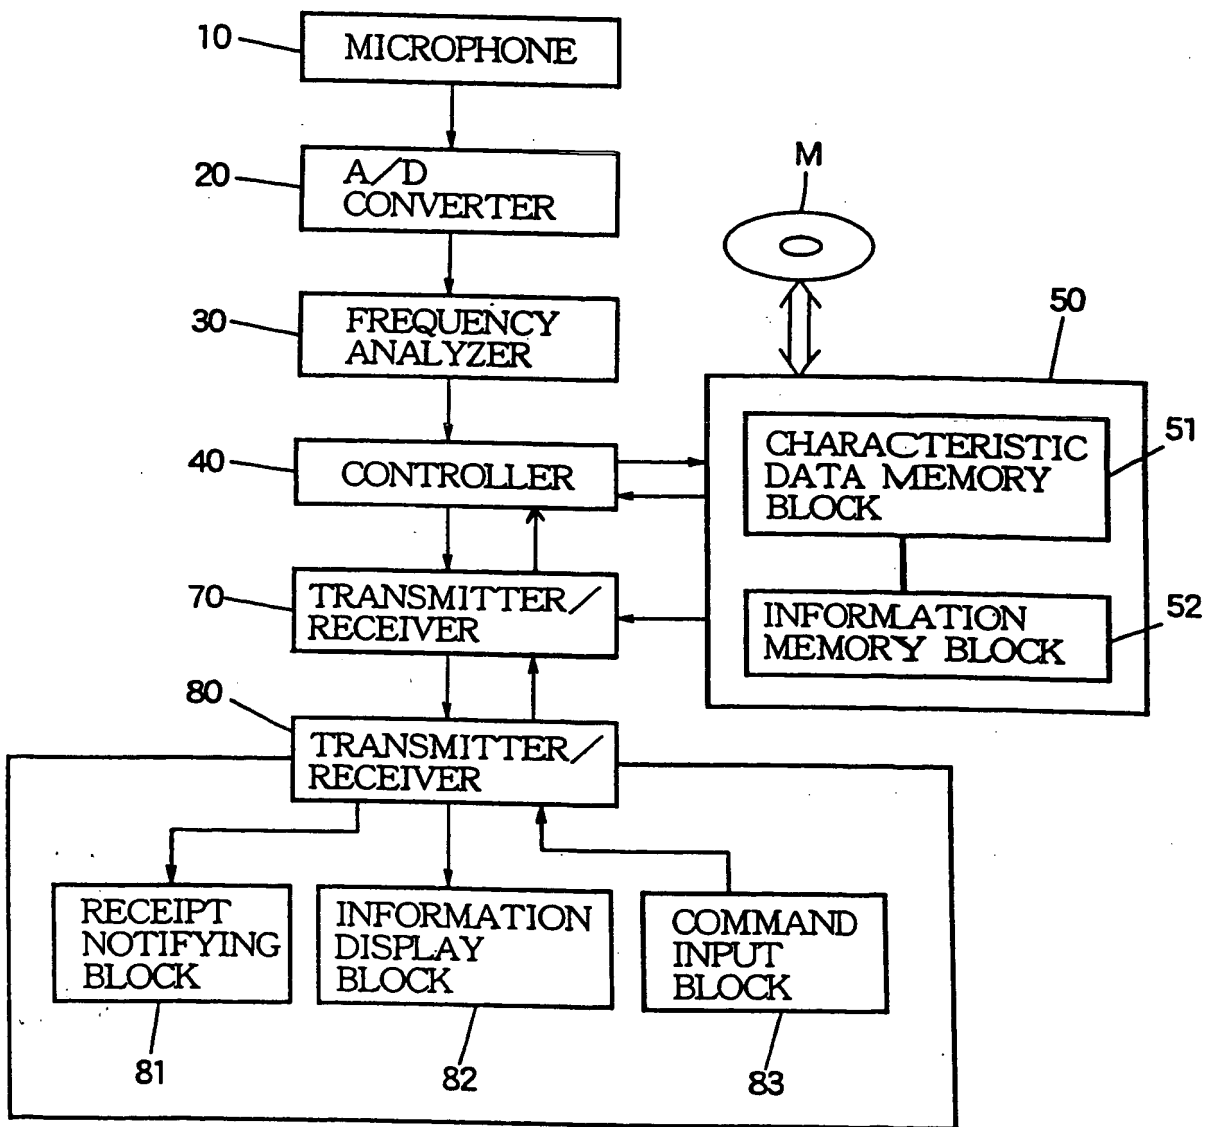 10
MICROPHONE
20
A/D
CONVERTER
M
30
FREQUENCY
ANALYZER
50
40
CONTROLLER
CHARACTERISTIC
DATA MEMORY
BLOCK
51
70
TRANSMITTER/
RECEIVER
INFORMATION
MEMORY BLOCK
52
80
TRANSMITTER/
RECEIVER
RECEIPT
NOTIFYING
BLOCK
INFORMATION
DISPLAY
BLOCK
COMMAND
INPUT
BLOCK
81
82
83